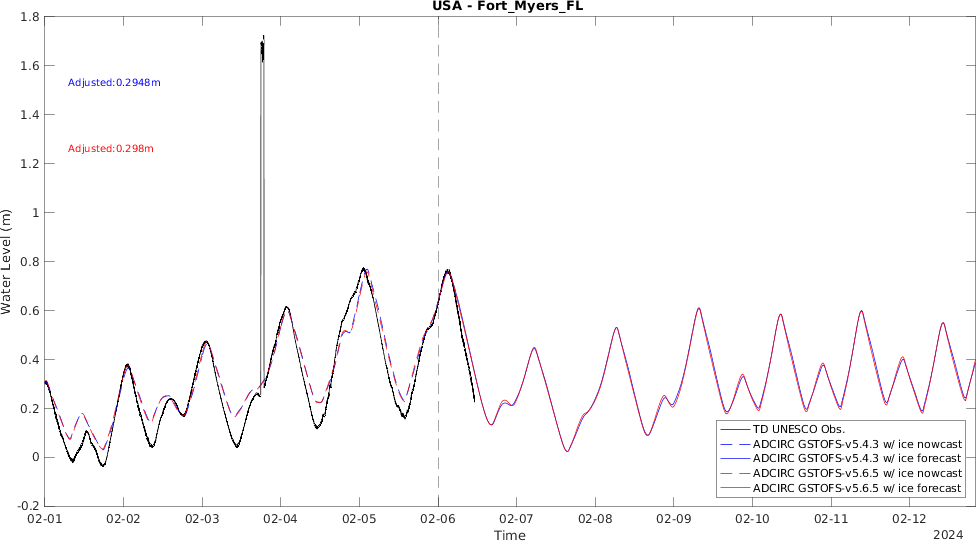 USA - Fort_Myers_FL
1.8
1.6
1.4
1.2
1
0.8
0.6
0.4
0.2
0
-0.2
Water Level (m)
Adjusted:0.2948m
Adjusted:0.298m
TD UNESCO Obs.
ADCIRC GSTOFS-v5.4.3 w/ ice nowcast
ADCIRC GSTOFS-v5.4.3 w/ ice forecast
ADCIRC GSTOFS-v5.6.5 w/ ice nowcast
ADCIRC GSTOFS-v5.6.5 w/ ice forecast
02-01 02-02 02-03 02-04 02-05 02-06 02-07 02-08 02-09 02-10 02-11 02-12
Time
2024